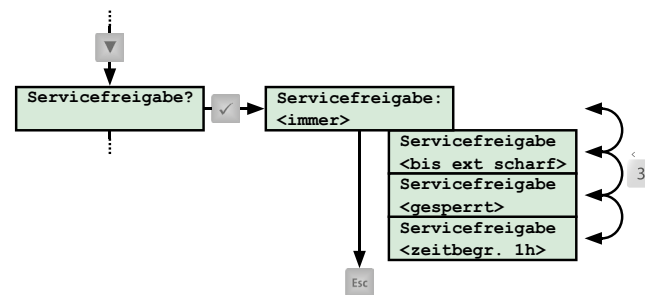 Servicefreigabe?
Servicefreigabe:
<immer>
Servicefreigabe
<bis ext scharf>
Servicefreigabe
<gesperrt>
Servicefreigabe
<zeitbegr. 1h>
<
3
Esc